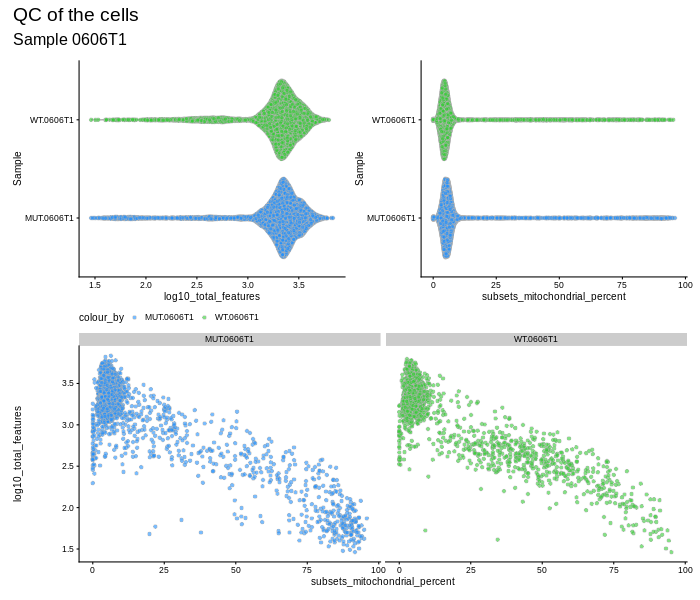 QC of the cells
Sample 0606T1
Sample
WT.0606T1
MUT.0606T1
1.5 2.0 2.5 3.0 3.5
log10_total_features
Sample
WT.0606T1
MUT.0606T1
0 25 50 75 100
subsets_mitochondrial_percent
colour_by MUT.0606T1 WT.0606T1
MUT.0606T1 WT.0606T1
log10_total_features
3.5
3.0
2.5
2.0
1.5
0 25 50 75 100 0 25 50 75 100
subsets_mitochondrial_percent